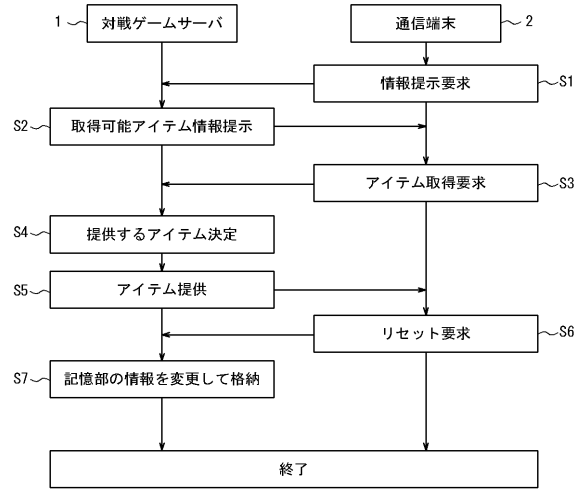 1 対戦ゲームサーバ
通信端末 2
情報提示要求 S1
S2 取得可能アイテム情報提示
アイテム取得要求 S3
S4 提供するアイテム決定
S5 アイテム提供
リセット要求 S6
S7 記憶部の情報を変更して格納
終了